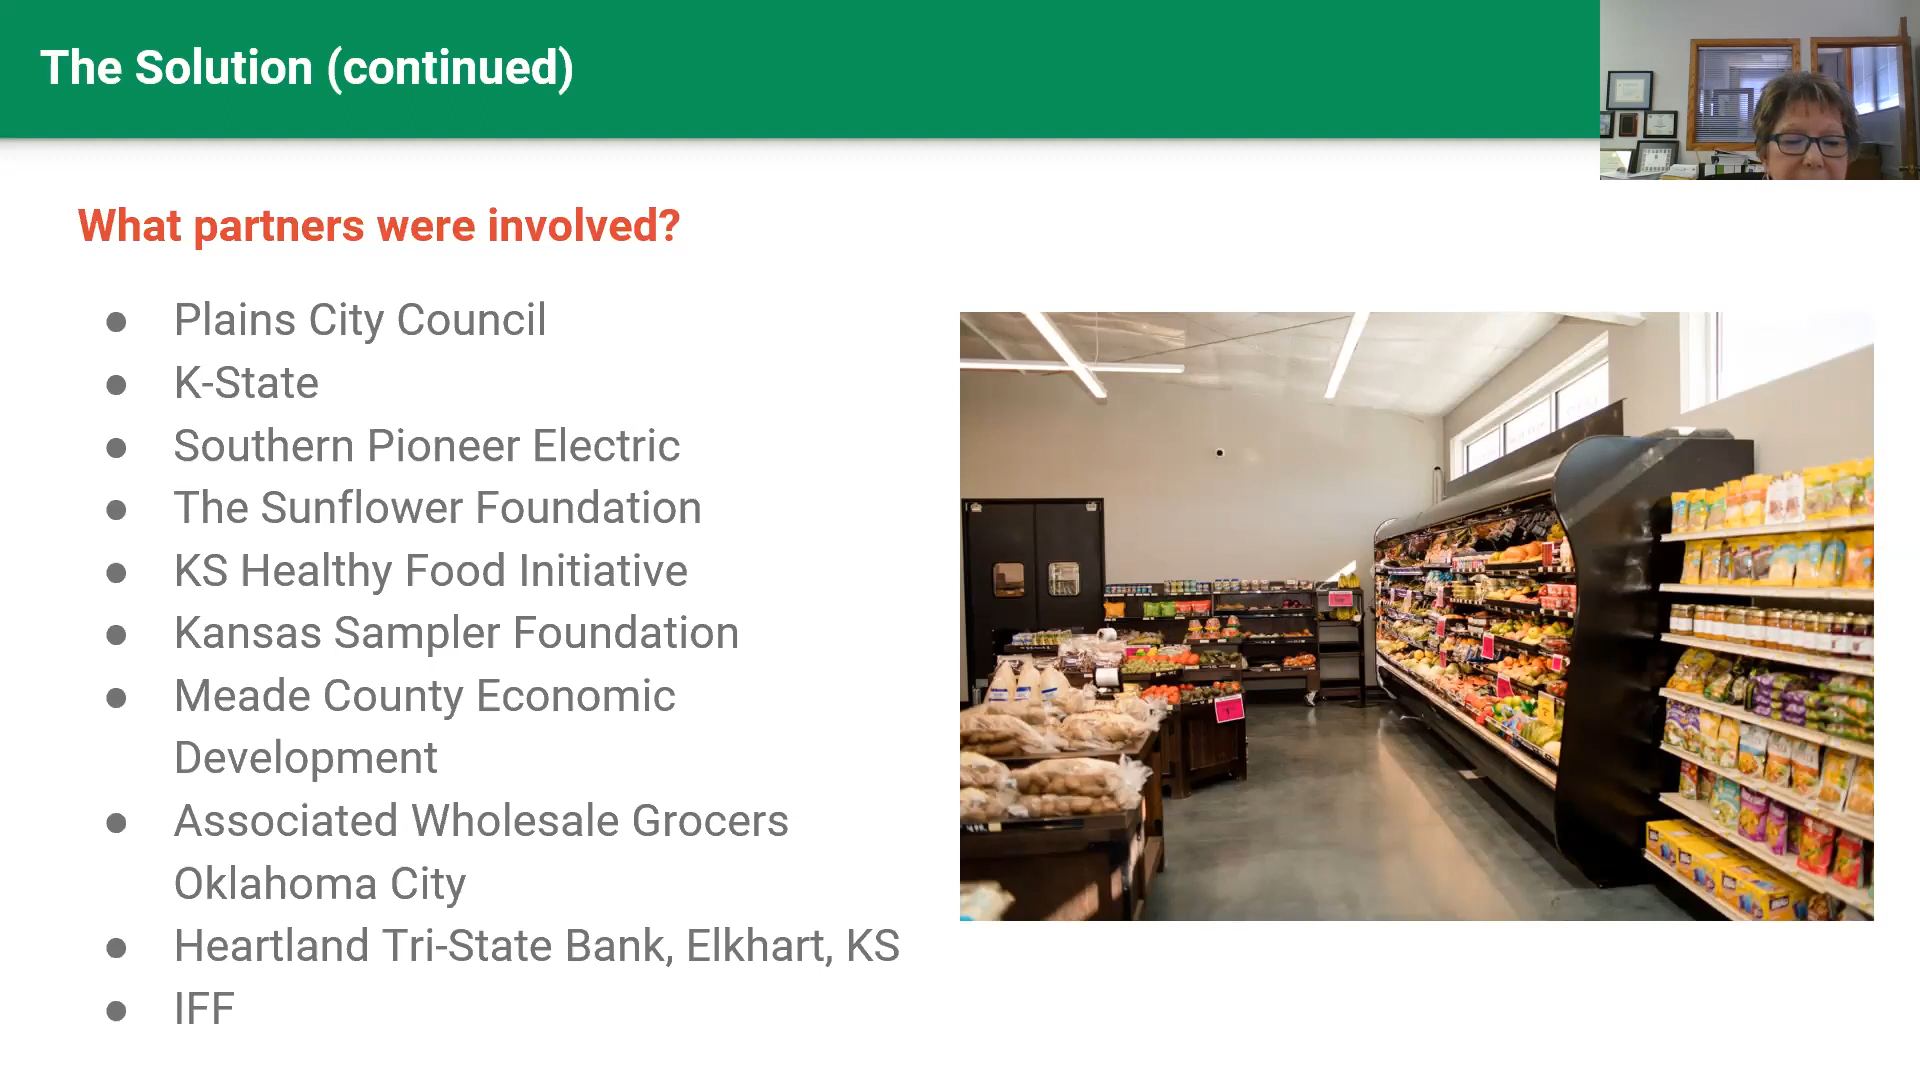 The Solution (continued)
What partners were involved?
● Plains City Council
● K-State
● Southern Pioneer Electric
● The Sunflower Foundation
● KS Healthy Food Initiative
● Kansas Sampler Foundation
● Meade County Economic
Development
● Associated Wholesale Grocers
Oklahoma City
● Heartland Tri-State Bank, Elkhart, KS
● IFF